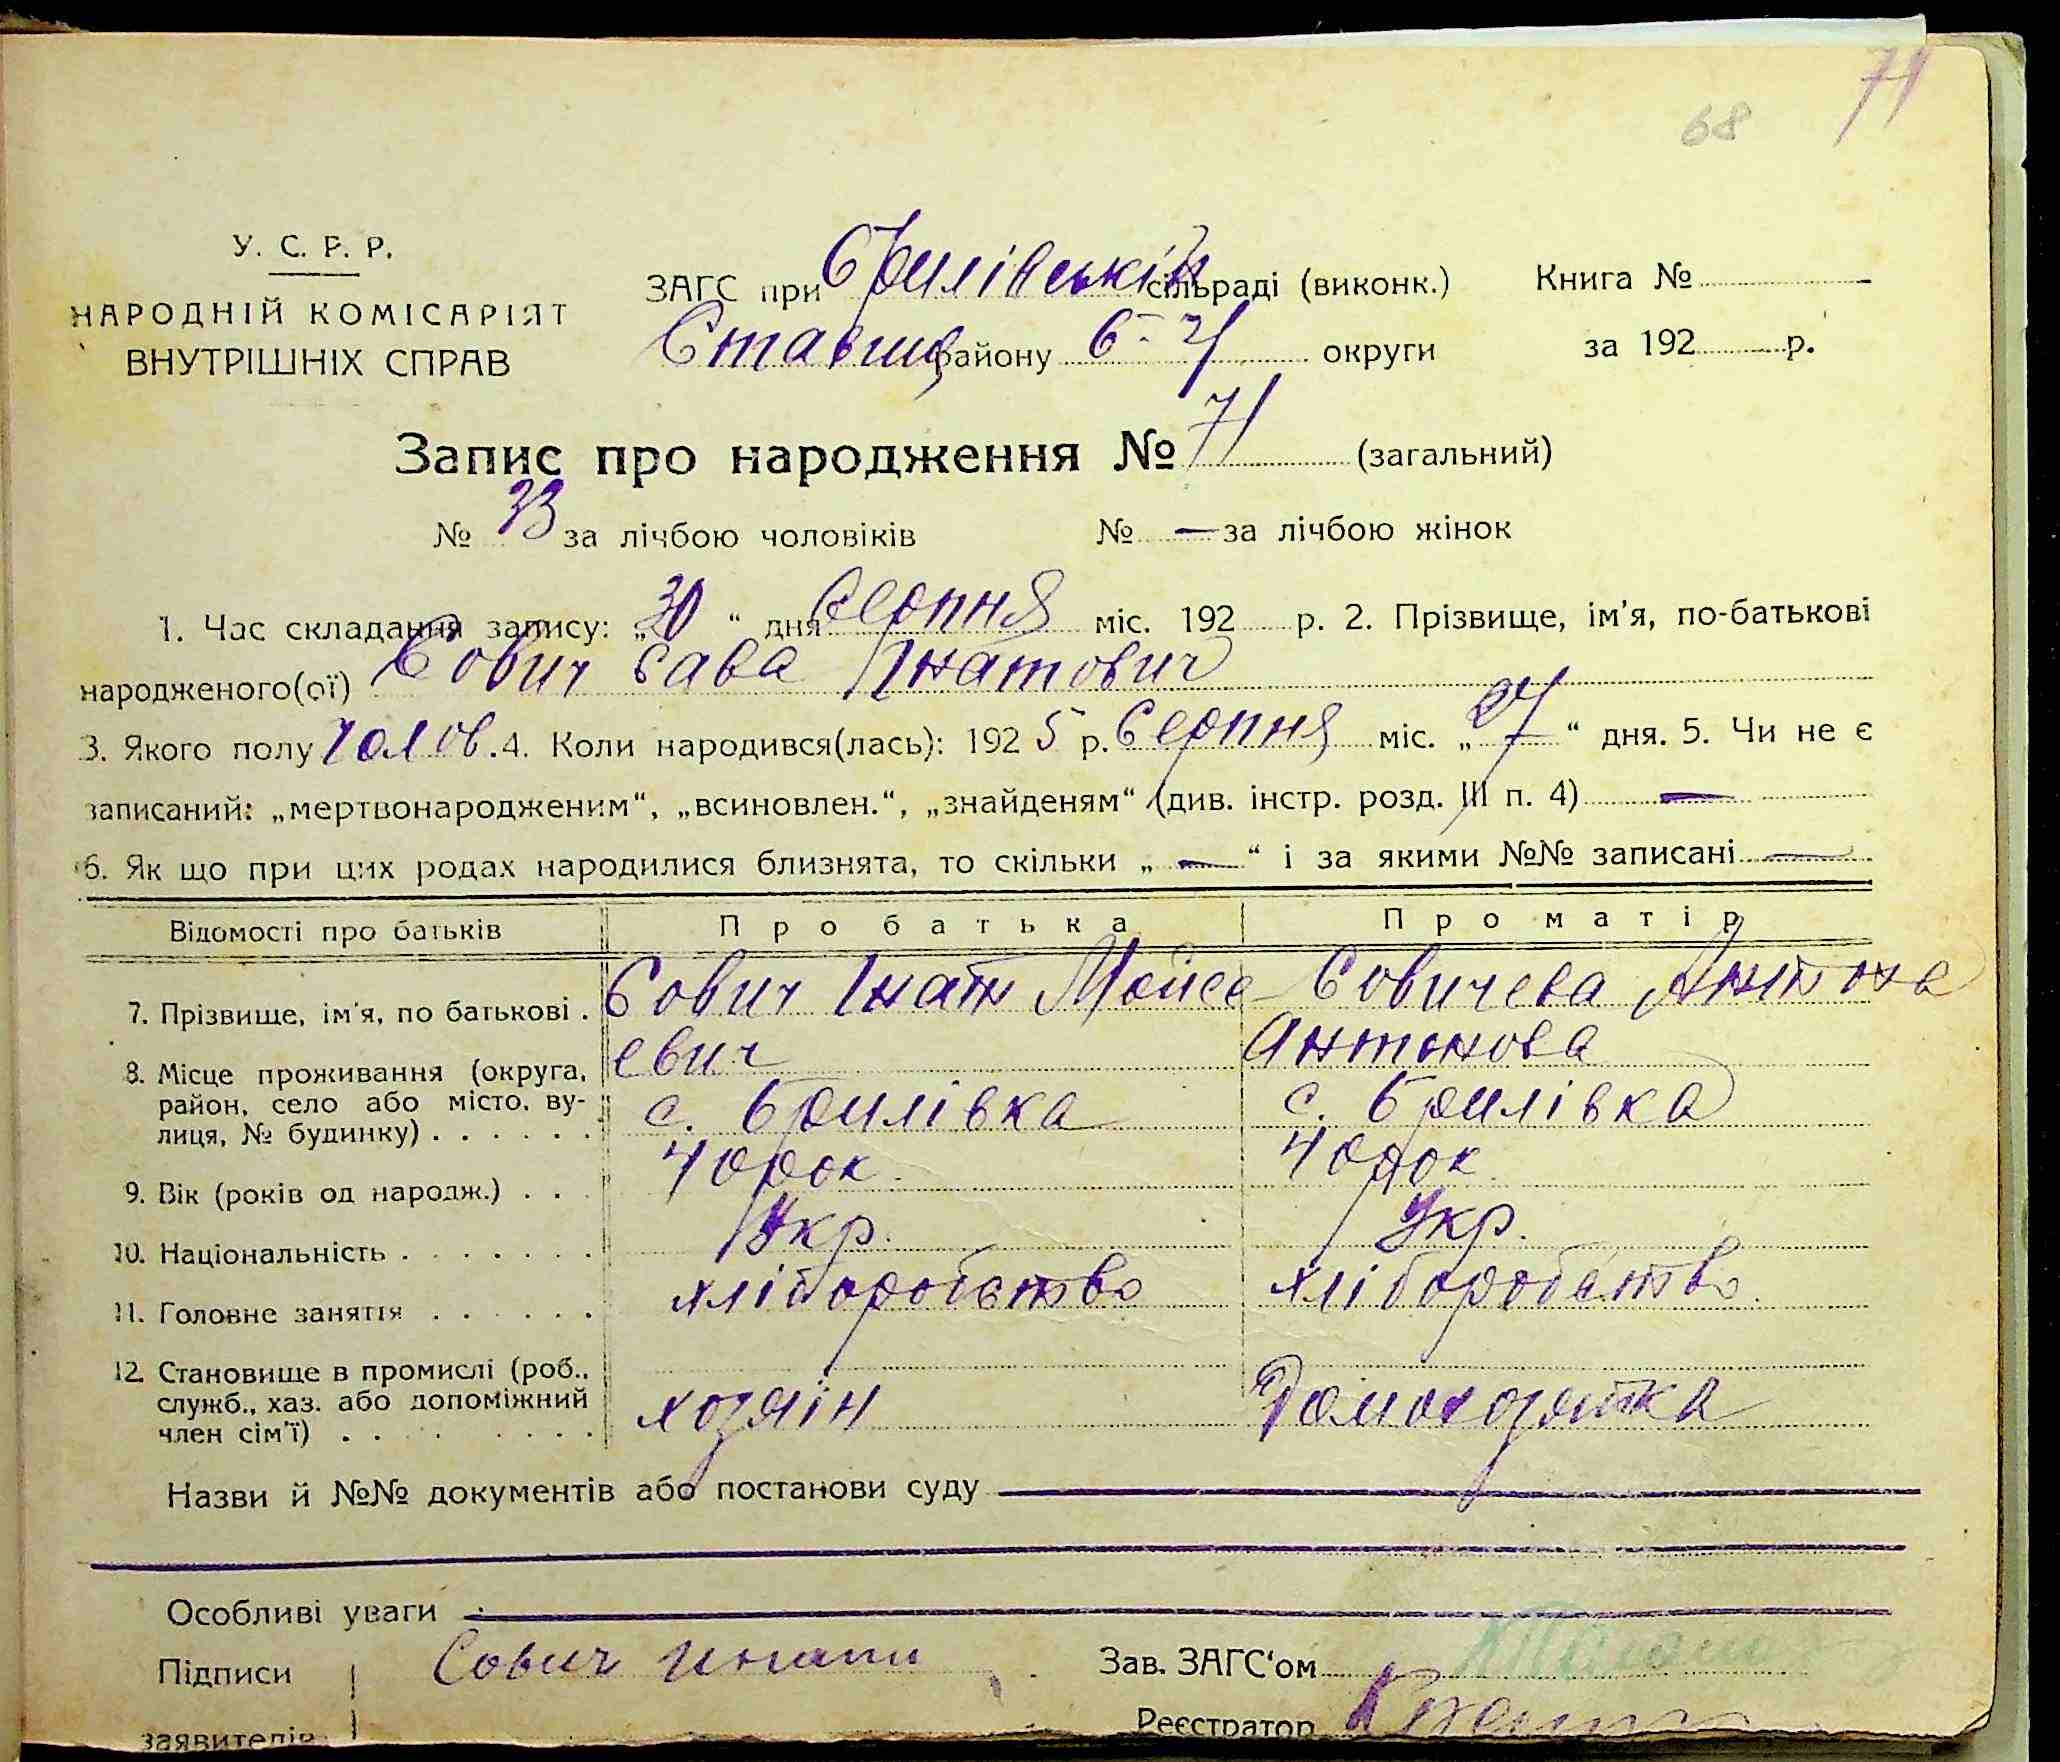 71
68
У. С. Р. Р.
НАРОДНІЙ КОМІСАРІЯТ
ВНУТРІШНІХ СПРАВ
ЗАГС при Брилівській сільраді (виконк.)
Ставищ району Б-Ц округи
Книга №
за 192 р.
Запис про народження № 71 (загальний)
№ 33 за лічбою чоловіків № — за лічбою жінок
1. Час складання запису: „30“ дня Серпня міс. 192 р. 2. Прізвище, ім'я, по-батькові
народженого(ої) Сович Сава Гнатович
3. Якого полу чолов. 4. Коли народився(лась): 1925 р. Серпня міс. „27“ дня. 5. Чи не є
записаний: „мертвонародженим“, „всиновлен.“, „знайденям“ (див. інстр. розд. III п. 4) —
6. Як що при цих родах народилися близнята, то скільки „—“ і за якими №№ записані —
Відомості про батьків Про батька Про матір
7. Прізвище, ім'я, по батькові . Сович Гнат Мойсе Совичева
евич Антонова
8. Місце проживання (округа,
район, село або місто, ву-
лиця, № будинку) . . . . . . с. Брилівка с. Брилівка
9. Вік (років од народж.) . . . 40 рок. 40 рок
10. Національність . . . . . . . Укр. Укр.
11. Головне заняття . . . . . . хліборобство хліборобство
12. Становище в промислі (роб.,
служб., хаз. або допоміжний
член сім'ї) . . . . . . . . хозяїн Домохозяйка
Назви й №№ документів або постанови суду
Особливі уваги
Підписи Сович Игнат Зав. ЗАГС'ом
заявителів Реєстратор